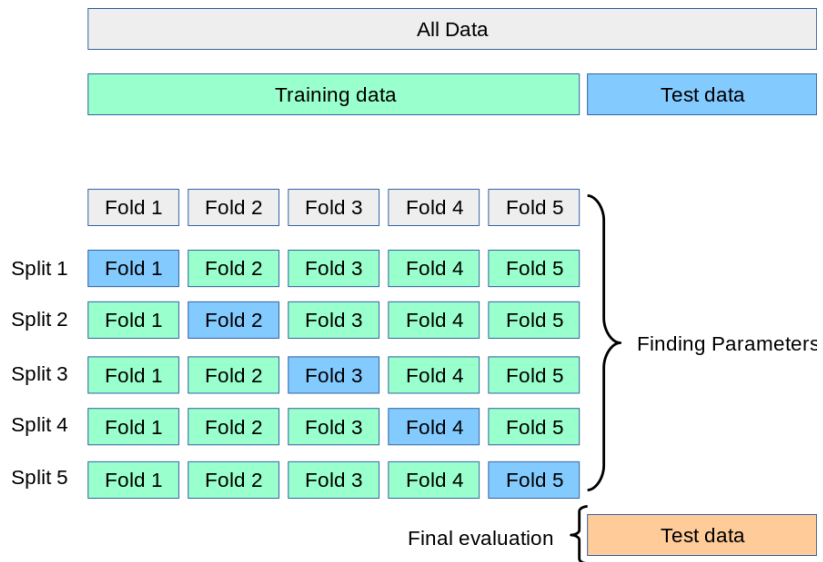 All Data
Training data Test data
Fold 1 Fold 2 Fold 3 Fold 4 Fold 5
Split 1 Fold 1 Fold 2 Fold 3 Fold 4 Fold 5
Split 2 Fold 1 Fold 2 Fold 3 Fold 4 Fold 5
Finding Parameters
Split 3 Fold 1 Fold 2 Fold 3 Fold 4 Fold 5
Split 4 Fold 1 Fold 2 Fold 3 Fold 4 Fold 5
Split 5 Fold 1 Fold 2 Fold 3 Fold 4 Fold 5
Final evaluation Test data